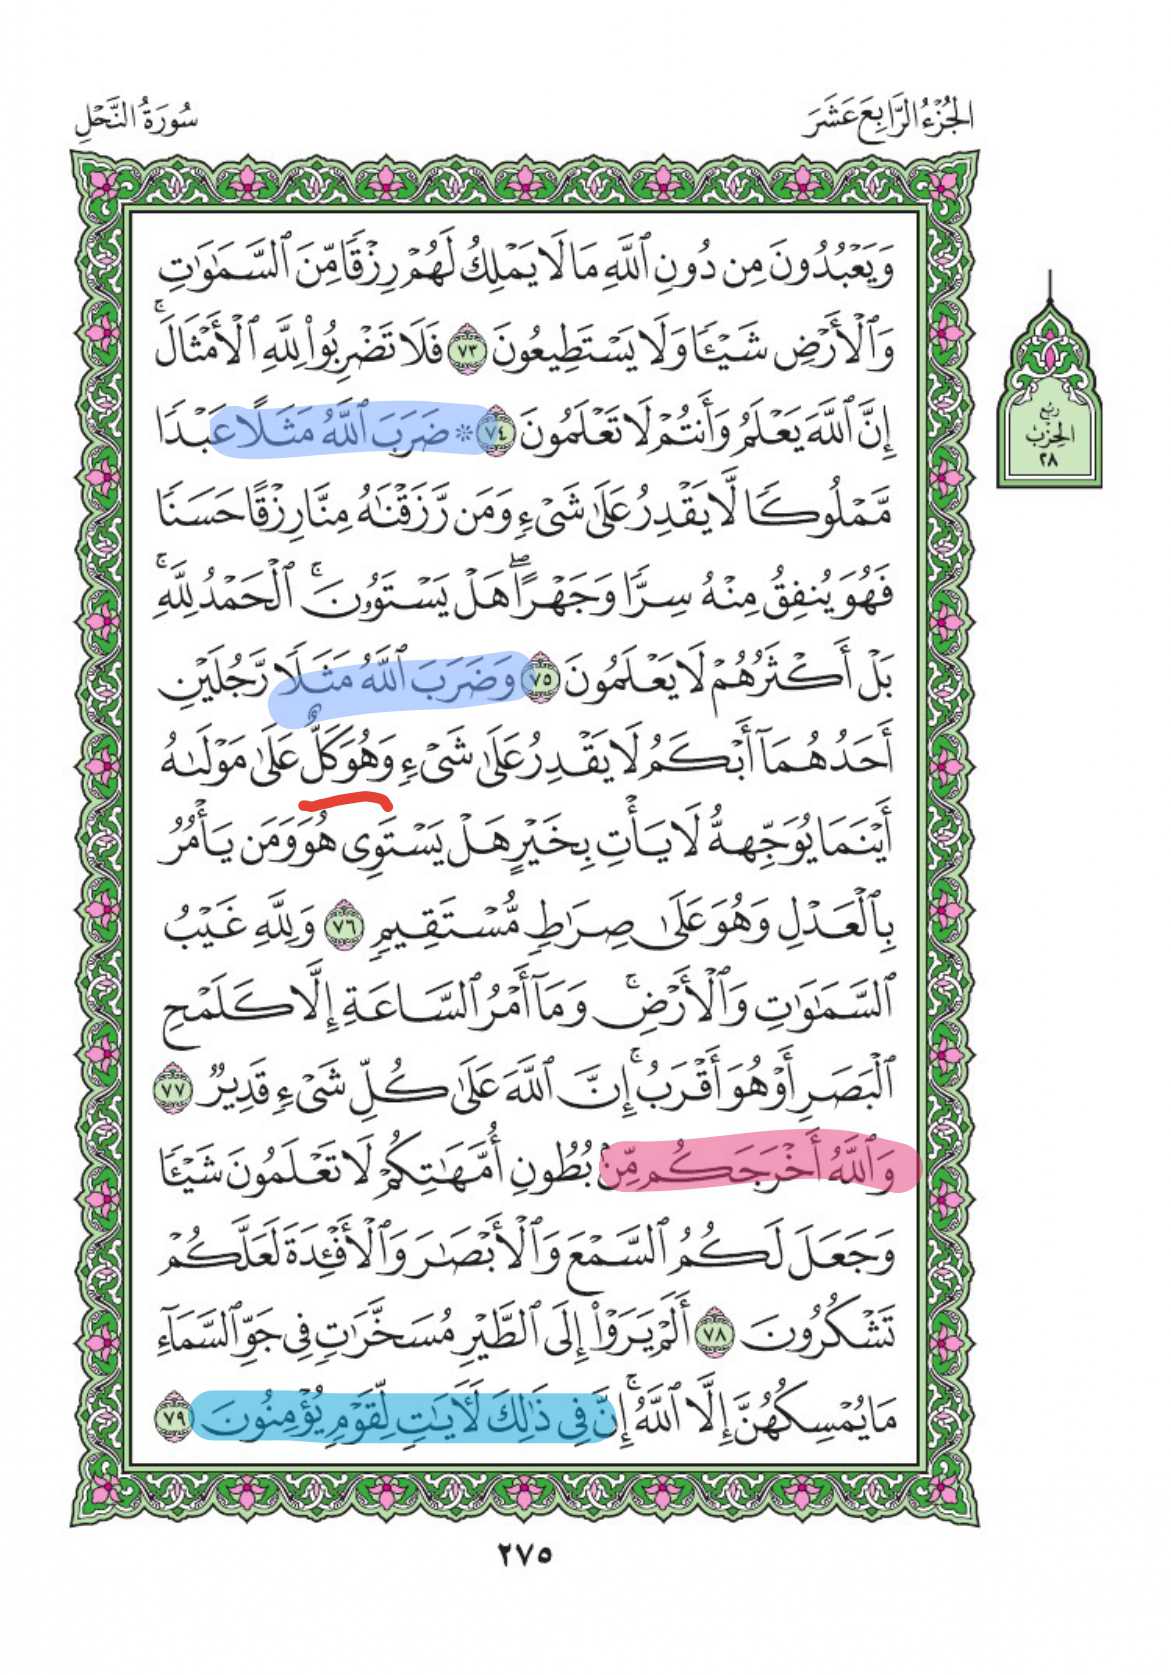 الجُزْءُ الرَّابِعَ عَشَرَ
سُورَةُ النَّحْلِ
وَيَعْبُدُونَ مِن دُونِ ٱللَّهِ مَا لَا يَمْلِكُ لَهُمْ رِزْقًا مِّنَ ٱلسَّمَٰوَٰتِ
وَٱلْأَرْضِ شَيْـًٔا وَلَا يَسْتَطِيعُونَ ٧٣ فَلَا تَضْرِبُوا۟ لِلَّهِ ٱلْأَمْثَالَ ۚ
إِنَّ ٱللَّهَ يَعْلَمُ وَأَنتُمْ لَا تَعْلَمُونَ ٧٤ * ضَرَبَ ٱللَّهُ مَثَلًا عَبْدًا
مَّمْلُوكًا لَّا يَقْدِرُ عَلَىٰ شَىْءٍ وَمَن رَّزَقْنَٰهُ مِنَّا رِزْقًا حَسَنًا
فَهُوَ يُنفِقُ مِنْهُ سِرًّا وَجَهْرًا ۖ هَلْ يَسْتَوُۥنَ ۚ ٱلْحَمْدُ لِلَّهِ ۚ
بَلْ أَكْثَرُهُمْ لَا يَعْلَمُونَ ٧٥ وَضَرَبَ ٱللَّهُ مَثَلًا رَّجُلَيْنِ
أَحَدُهُمَآ أَبْكَمُ لَا يَقْدِرُ عَلَىٰ شَىْءٍ وَهُوَ كَلٌّ عَلَىٰ مَوْلَىٰهُ
أَيْنَمَا يُوَجِّههُّ لَا يَأْتِ بِخَيْرٍ هَلْ يَسْتَوِى هُوَ وَمَن يَأْمُرُ
بِٱلْعَدْلِ وَهُوَ عَلَىٰ صِرَٰطٍ مُّسْتَقِيمٍ ٧٦ وَلِلَّهِ غَيْبُ
ٱلسَّمَٰوَٰتِ وَٱلْأَرْضِ ۚ وَمَآ أَمْرُ ٱلسَّاعَةِ إِلَّا كَلَمْحِ
ٱلْبَصَرِ أَوْ هُوَ أَقْرَبُ ۚ إِنَّ ٱللَّهَ عَلَىٰ كُلِّ شَىْءٍ قَدِيرٌ ٧٧
وَٱللَّهُ أَخْرَجَكُم مِّنۢ بُطُونِ أُمَّهَٰتِكُمْ لَا تَعْلَمُونَ شَيْـًٔا
وَجَعَلَ لَكُمُ ٱلسَّمْعَ وَٱلْأَبْصَٰرَ وَٱلْأَفْـِٔدَةَ لَعَلَّكُمْ
تَشْكُرُونَ ٧٨ أَلَمْ يَرَوْا۟ إِلَى ٱلطَّيْرِ مُسَخَّرَٰتٍ فِى جَوِّ ٱلسَّمَآءِ
مَا يُمْسِكُهُنَّ إِلَّا ٱللَّهُ ۚ إِنَّ فِى ذَٰلِكَ لَـَٔايَٰتٍ لِّقَوْمٍ يُؤْمِنُونَ ٧٩
رُبْع
الحِزْبِ
٢٨
٢٧٥